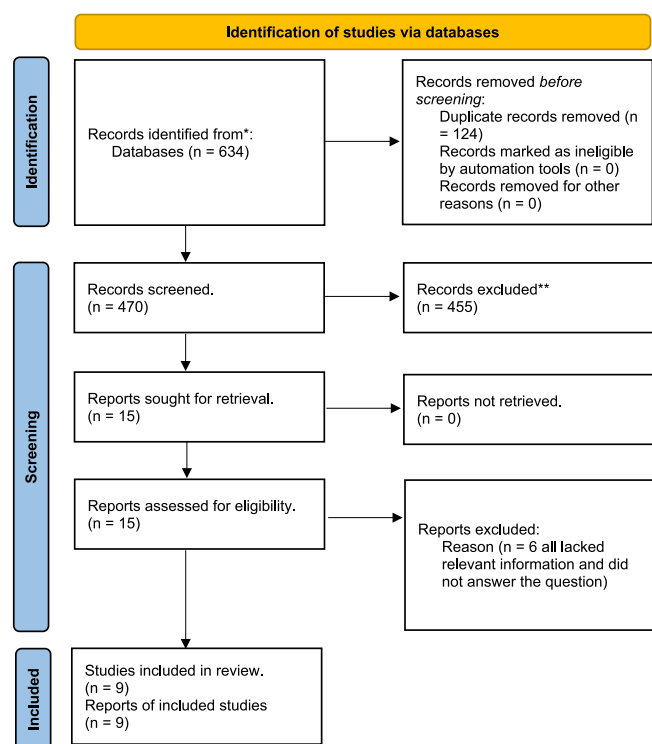 Identification of studies via databases
Identification
Records identified from*:
Databases (n = 634)
Records removed before
screening:
Duplicate records removed (n
= 124)
Records marked as ineligible
by automation tools (n = 0)
Records removed for other
reasons (n = 0)
Screening
Records screened.
(n = 470)
Records excluded**
(n = 455)
Reports sought for retrieval.
(n = 15)
Reports not retrieved.
(n = 0)
Reports assessed for eligibility.
(n = 15)
Reports excluded:
Reason (n = 6 all lacked
relevant information and did
not answer the question)
Included
Studies included in review.
(n = 9)
Reports of included studies
(n = 9)